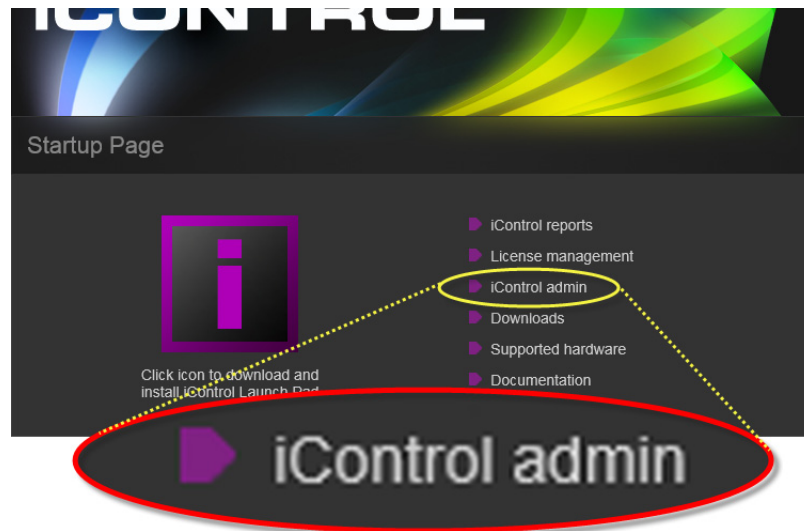 iCONTROL
Startup Page
iControl reports
License management
iControl admin
Downloads
Supported hardware
Documentation
Click icon to download and
install iControl Launch Pad
iControl admin